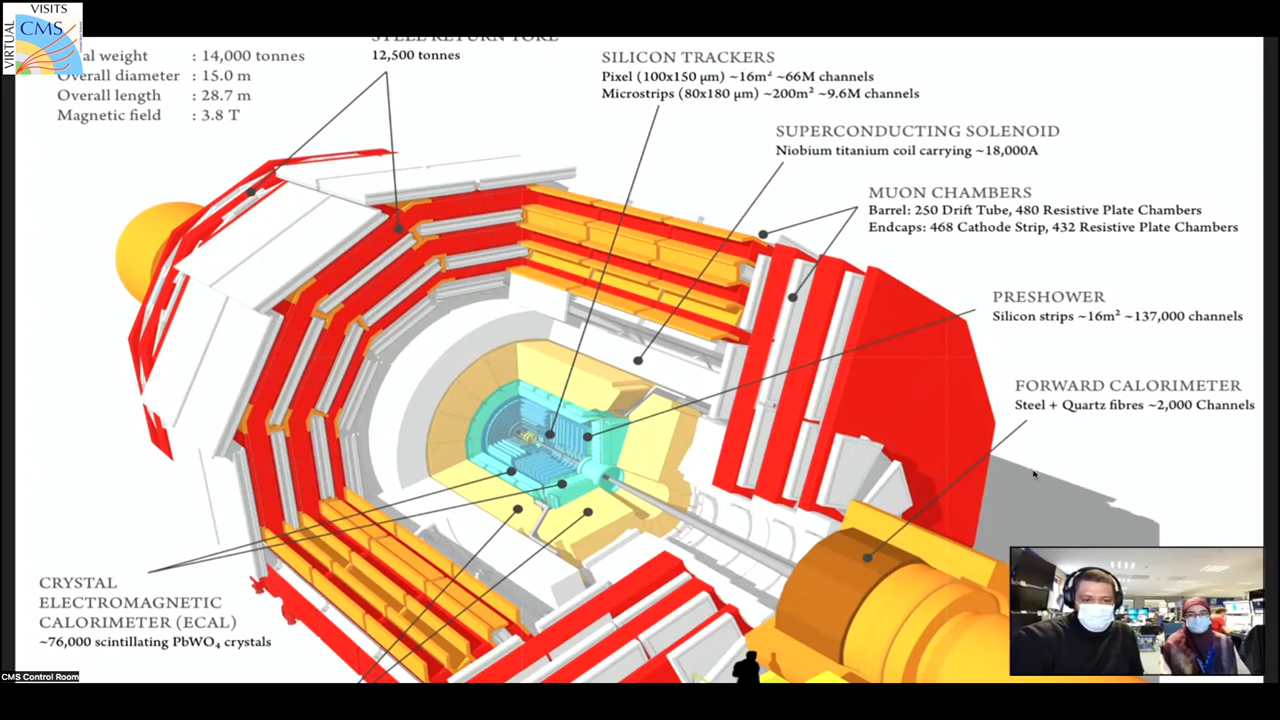 VIRTUAL
VISITS
CMS
weight : 14,000 tonnes
Overall diameter : 15.0 m
Overall length : 28.7 m
Magnetic field : 3.8 T
STEEL RETURN YOKE
12,500 tonnes
SILICON TRACKERS
Pixel (100x150 μm) ~16m² ~66M channels
Microstrips (80x180 μm) ~200m² ~9.6M channels
SUPERCONDUCTING SOLENOID
Niobium titanium coil carrying ~18,000A
MUON CHAMBERS
Barrel: 250 Drift Tube, 480 Resistive Plate Chambers
Endcaps: 468 Cathode Strip, 432 Resistive Plate Chambers
PRESHOWER
Silicon strips ~16m² ~137,000 channels
FORWARD CALORIMETER
Steel + Quartz fibres ~2,000 Channels
CRYSTAL
ELECTROMAGNETIC
CALORIMETER (ECAL)
~76,000 scintillating PbWO₄ crystals
CMS Control Room